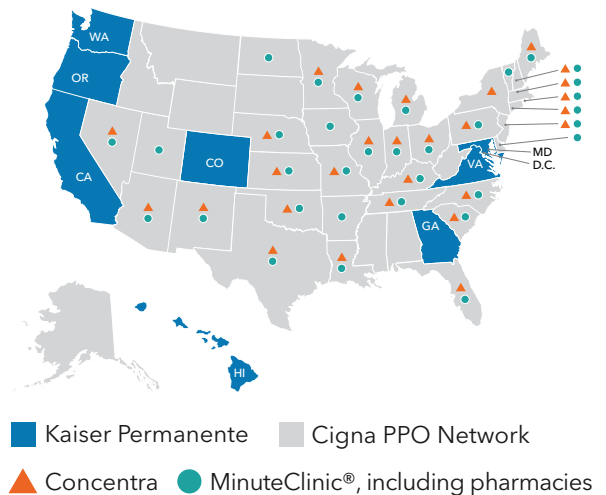 WA
OR
CA
CO
MD
D.C.
VA
GA
HI
Kaiser Permanente
Cigna PPO Network
Concentra
MinuteClinic®, including pharmacies